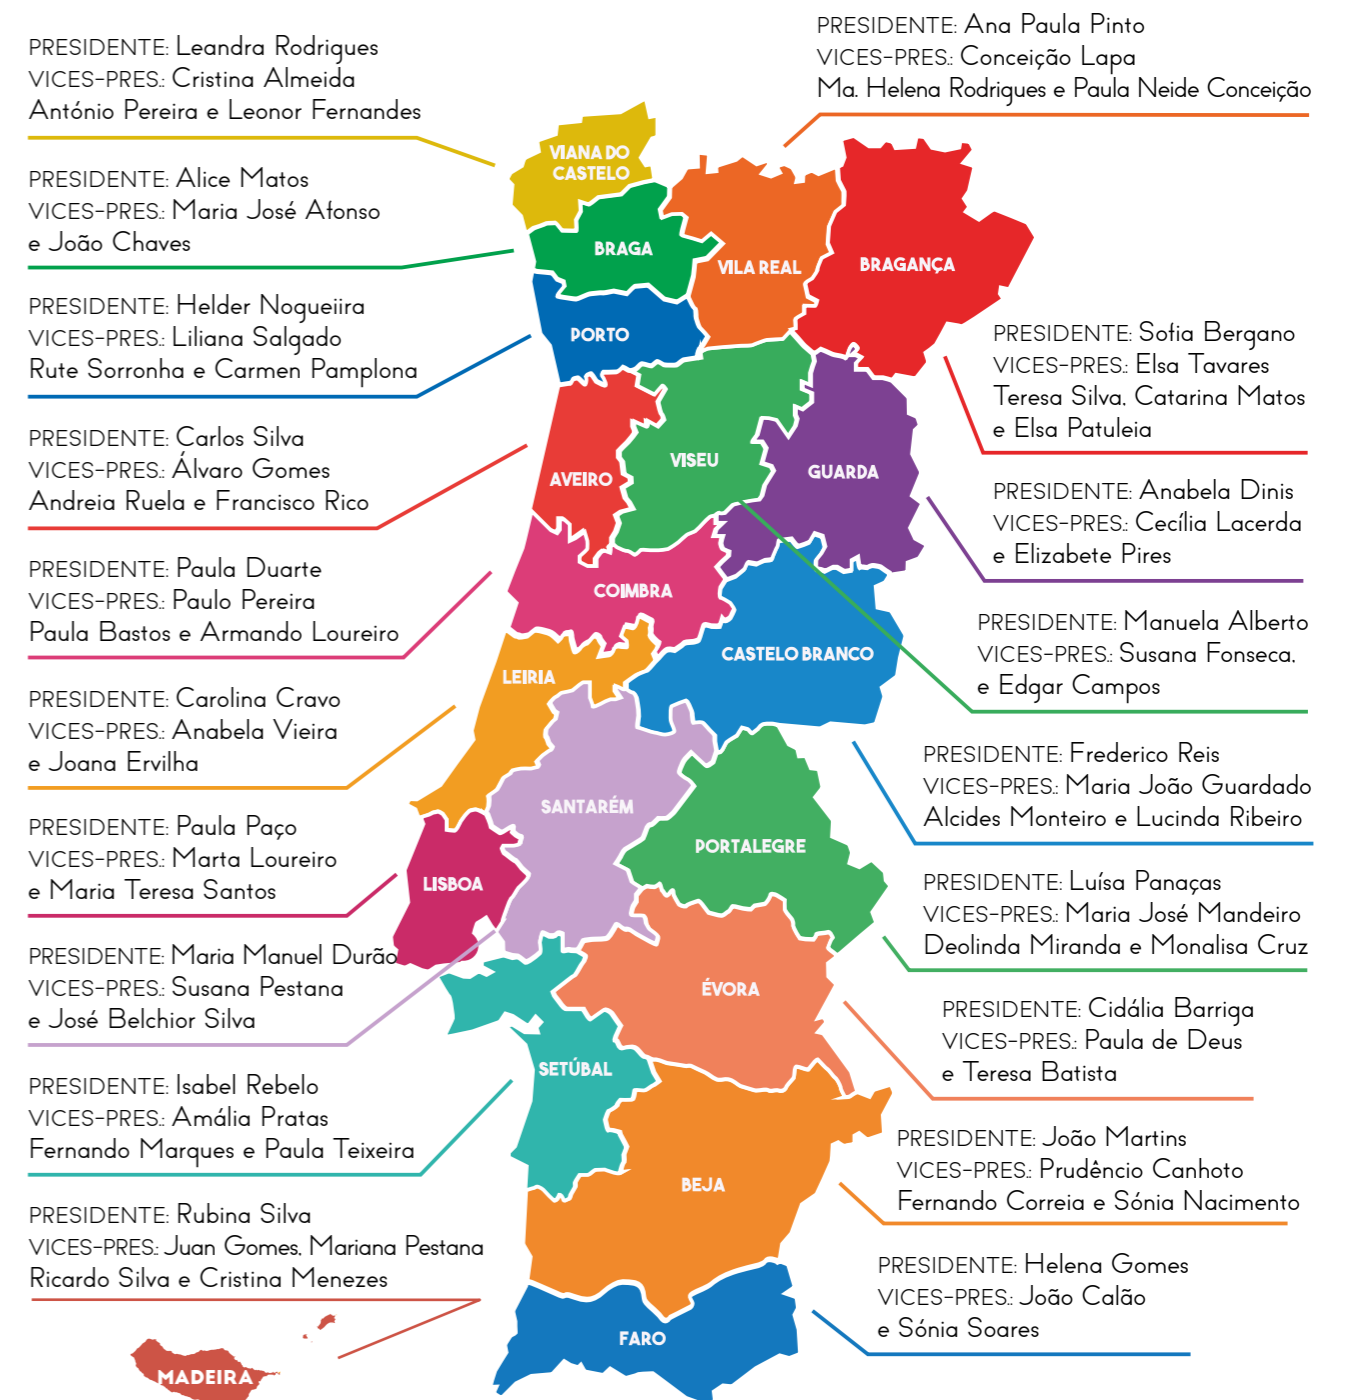 PRESIDENTE: Leandra Rodrigues
VICES-PRES.: Cristina Almeida
António Pereira e Leonor Fernandes
PRESIDENTE: Alice Matos
VICES-PRES.: Maria José Afonso
e João Chaves
PRESIDENTE: Helder Nogueiira
VICES-PRES.: Liliana Salgado
Rute Sorronha e Carmen Pamplona
PRESIDENTE: Carlos Silva
VICES-PRES.: Álvaro Gomes
Andreia Ruela e Francisco Rico
PRESIDENTE: Paula Duarte
VICES-PRES.: Paulo Pereira
Paula Bastos e Armando Loureiro
PRESIDENTE: Carolina Cravo
VICES-PRES.: Anabela Vieira
e Joana Ervilha
PRESIDENTE: Paula Paço
VICES-PRES.: Marta Loureiro
e Maria Teresa Santos
PRESIDENTE: Maria Manuel Durão
VICES-PRES.: Susana Pestana
e José Belchior Silva
PRESIDENTE: Isabel Rebelo
VICES-PRES.: Amália Pratas
Fernando Marques e Paula Teixeira
PRESIDENTE: Rubina Silva
VICES-PRES.: Juan Gomes, Mariana Pestana
Ricardo Silva e Cristina Menezes
MADEIRA
VIANA DO
CASTELO
BRAGA
VILA REAL
BRAGANÇA
PORTO
AVEIRO
VISEU
GUARDA
COIMBRA
CASTELO BRANCO
LEIRIA
SANTARÉM
PORTALEGRE
LISBOA
ÉVORA
SETÚBAL
BEJA
FARO
PRESIDENTE: Ana Paula Pinto
VICES-PRES.: Conceição Lapa
Ma. Helena Rodrigues e Paula Neide Conceição
PRESIDENTE: Sofia Bergano
VICES-PRES.: Elsa Tavares
Teresa Silva, Catarina Matos
e Elsa Patuleia
PRESIDENTE: Anabela Dinis
VICES-PRES.: Cecília Lacerda
e Elizabete Pires
PRESIDENTE: Manuela Alberto
VICES-PRES.: Susana Fonseca,
e Edgar Campos
PRESIDENTE: Frederico Reis
VICES-PRES.: Maria João Guardado
Alcides Monteiro e Lucinda Ribeiro
PRESIDENTE: Luísa Panaças
VICES-PRES.: Maria José Mandeiro
Deolinda Miranda e Monalisa Cruz
PRESIDENTE: Cidália Barriga
VICES-PRES.: Paula de Deus
e Teresa Batista
PRESIDENTE: João Martins
VICES-PRES.: Prudêncio Canhoto
Fernando Correia e Sónia Nacimento
PRESIDENTE: Helena Gomes
VICES-PRES.: João Calão
e Sónia Soares